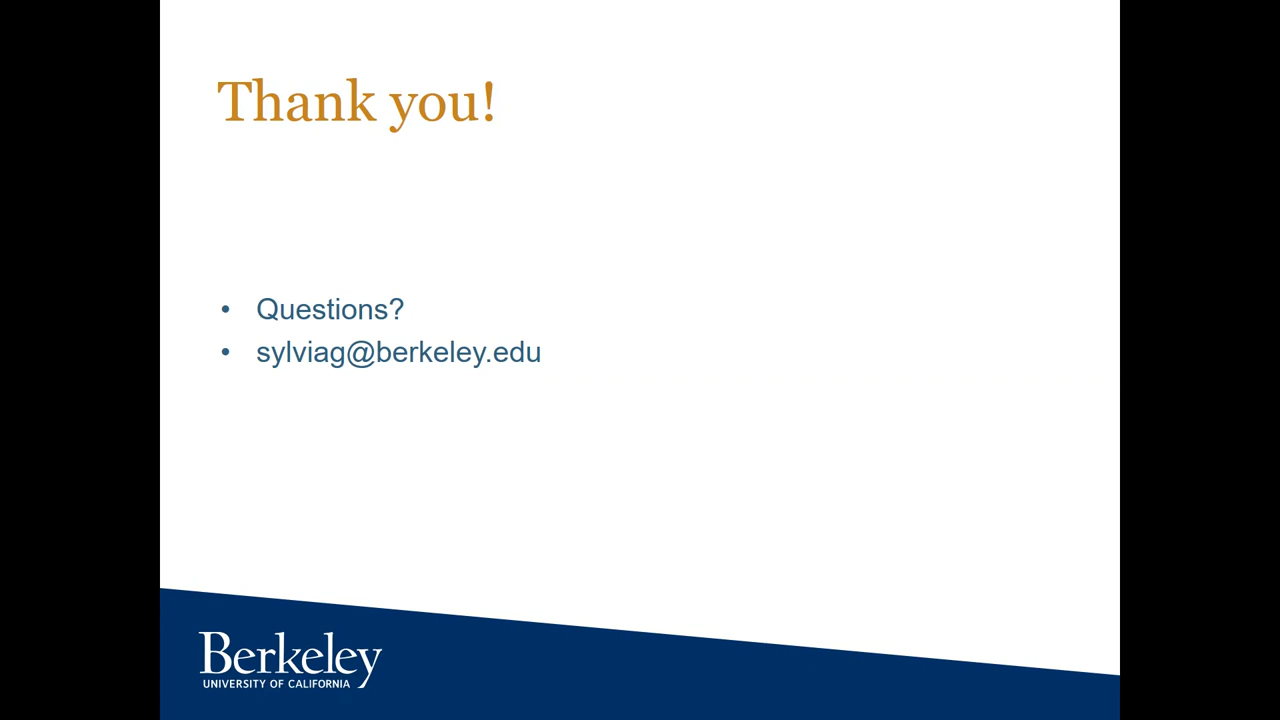 Thank you!
• Questions?
• sylviag@berkeley.edu
Berkeley
UNIVERSITY OF CALIFORNIA